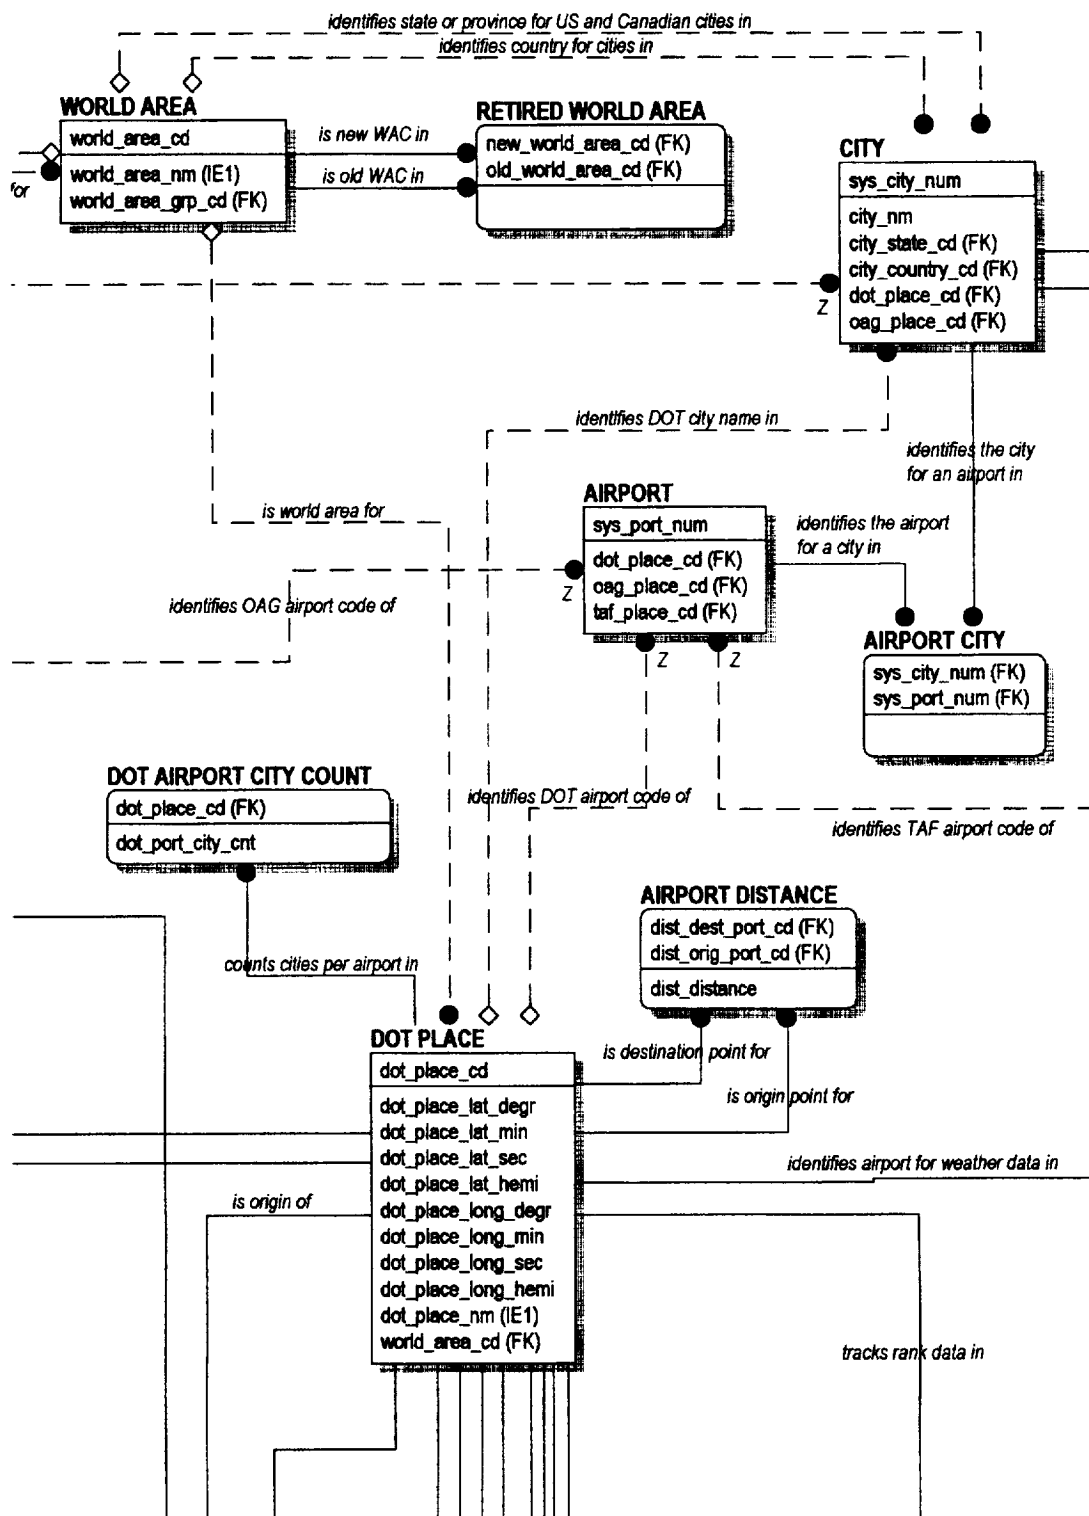 identifies state or province for US and Canadian cities in
identifies country for cities in
WORLD AREA
world_area_cd
world_area_nm (IE1)
world_area_grp_cd (FK)
for
is new WAC in
is old WAC in
RETIRED WORLD AREA
new_world_area_cd (FK)
old_world_area_cd (FK)
CITY
sys_city_num
city_nm
city_state_cd (FK)
city_country_cd (FK)
dot_place_cd (FK)
oag_place_cd (FK)
Z
identifies DOT city name in
identifies the city
for an airport in
is world area for
AIRPORT
sys_port_num
dot_place_cd (FK)
oag_place_cd (FK)
taf_place_cd (FK)
identifies the airport
for a city in
Z
identifies OAG airport code of
Z
Z
AIRPORT CITY
sys_city_num (FK)
sys_port_num (FK)
DOT AIRPORT CITY COUNT
dot_place_cd (FK)
dot_port_city_cnt
identifies DOT airport code of
identifies TAF airport code of
AIRPORT DISTANCE
dist_dest_port_cd (FK)
dist_orig_port_cd (FK)
dist_distance
counts cities per airport in
DOT PLACE
dot_place_cd
dot_place_lat_degr
dot_place_lat_min
dot_place_lat_sec
dot_place_lat_hemi
dot_place_long_degr
dot_place_long_min
dot_place_long_sec
dot_place_long_hemi
dot_place_nm (IE1)
world_area_cd (FK)
is destination point for
is origin point for
identifies airport for weather data in
is origin of
tracks rank data in